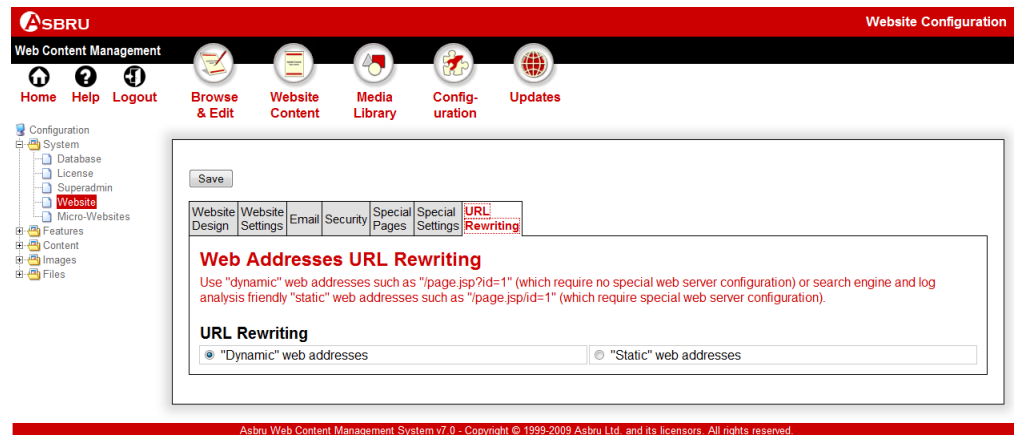 ASBRU
Website Configuration
Web Content Management
Home Help Logout
Browse & Edit
Website Content
Media Library
Config-uration
Updates
Configuration
System
Database
License
Superadmin
Website
Micro-Websites
Features
Content
Images
Files
Save
Website Design
Website Settings
Email
Security
Special Pages
Special Settings
URL Rewriting
Web Addresses URL Rewriting
Use "dynamic" web addresses such as "/page.jsp?id=1" (which require no special web server configuration) or search engine and log
analysis friendly "static" web addresses such as "/page.jsp/id=1" (which require special web server configuration).
URL Rewriting
"Dynamic" web addresses
"Static" web addresses
Asbru Web Content Management System v7.0 - Copyright © 1999-2009 Asbru Ltd. and its licensors. All rights reserved.